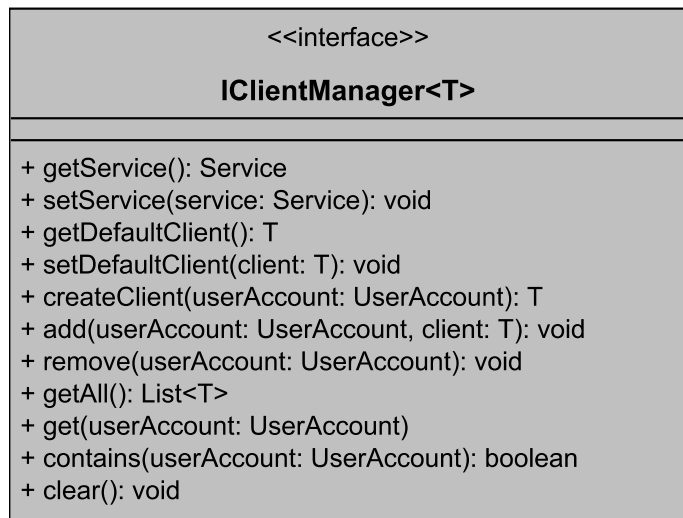 <<interface>>
IClientManager<T>
+ getService(): Service
+ setService(service: Service): void
+ getDefaultClient(): T
+ setDefaultClient(client: T): void
+ createClient(userAccount: UserAccount): T
+ add(userAccount: UserAccount, client: T): void
+ remove(userAccount: UserAccount): void
+ getAll(): List<T>
+ get(userAccount: UserAccount)
+ contains(userAccount: UserAccount): boolean
+ clear(): void